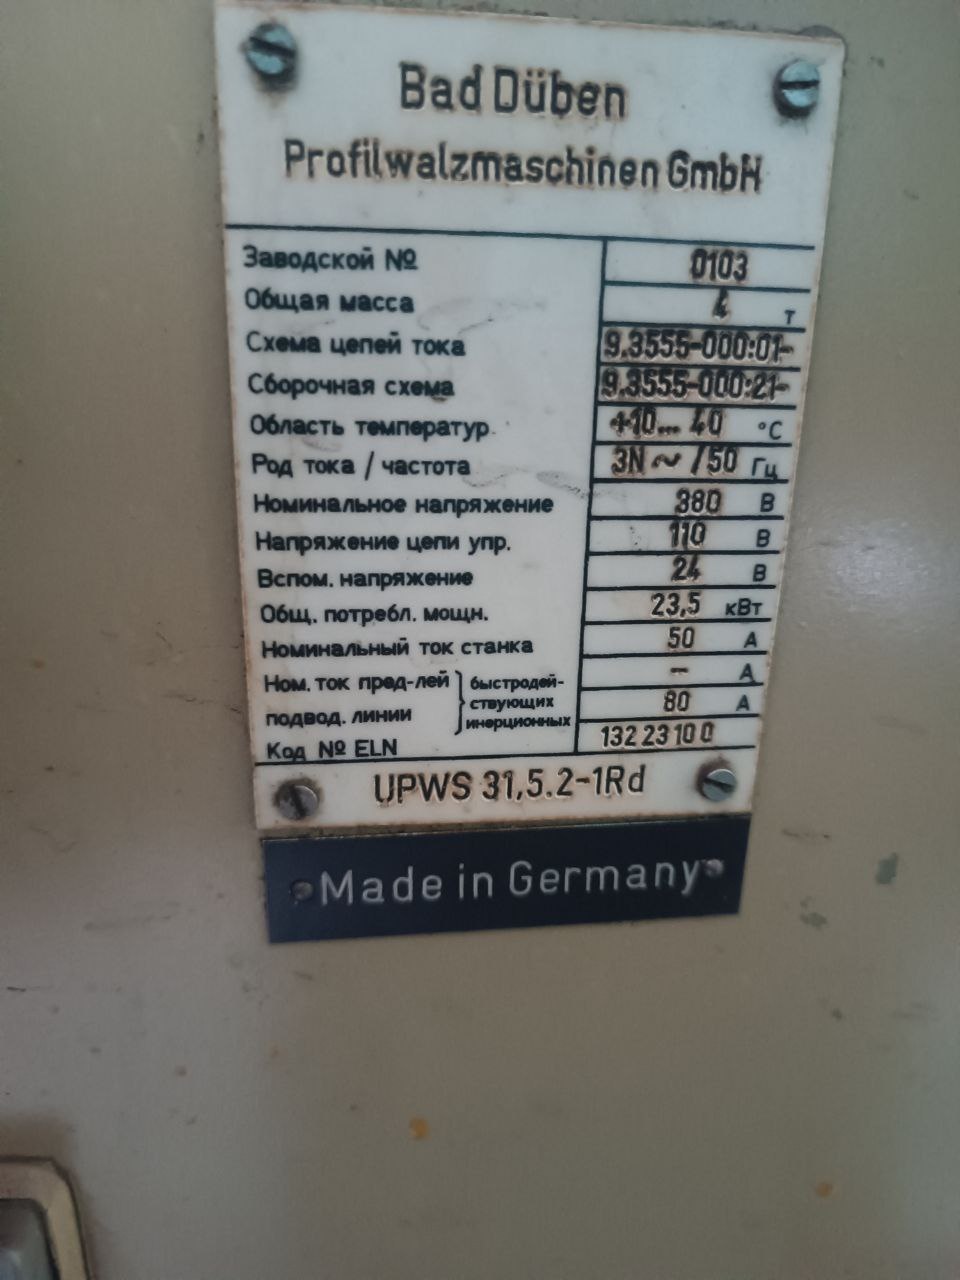 Bad Düben
Profilwalzmaschinen GmbH
Заводской № 0103
Общая масса 4 т
Схема цепей тока 9.3555-000:01-
Сборочная схема 9.3555-000:21-
Область температур +10... 40 °C
Род тока / частота 3N ~ /50 Гц
Номинальное напряжение 380 В
Напряжение цепи упр. 110 В
Вспом. напряжение 24 В
Общ. потребл. мощн. 23,5 кВт
Номинальный ток станка 50 А
Ном. ток пред-лей быстродей- – А
подвод. линии ствующих 80 А
инерционных
Код № ELN 132 23 10 0
UPWS 31,5.2-1Rd
Made in Germany